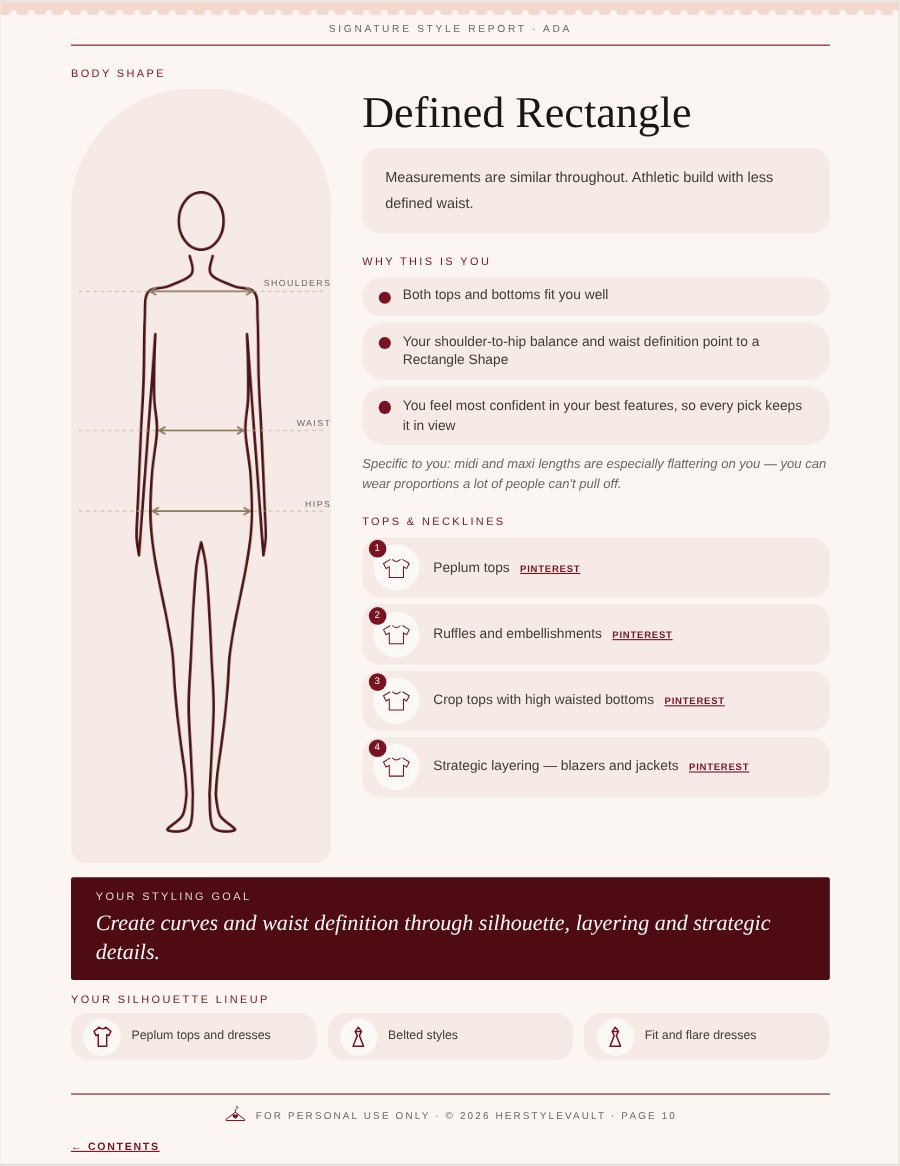 SIGNATURE STYLE REPORT · ADA
BODY SHAPE
SHOULDERS
WAIST
HIPS
Defined Rectangle
Measurements are similar throughout. Athletic build with less
defined waist.
WHY THIS IS YOU
Both tops and bottoms fit you well
Your shoulder-to-hip balance and waist definition point to a
Rectangle Shape
You feel most confident in your best features, so every pick keeps
it in view
Specific to you: midi and maxi lengths are especially flattering on you — you can
wear proportions a lot of people can't pull off.
TOPS & NECKLINES
1
Peplum tops PINTEREST
2
Ruffles and embellishments PINTEREST
3
Crop tops with high waisted bottoms PINTEREST
4
Strategic layering — blazers and jackets PINTEREST
YOUR STYLING GOAL
Create curves and waist definition through silhouette, layering and strategic
details.
YOUR SILHOUETTE LINEUP
Peplum tops and dresses
Belted styles
Fit and flare dresses
FOR PERSONAL USE ONLY · © 2026 HERSTYLEVAULT · PAGE 10
← CONTENTS